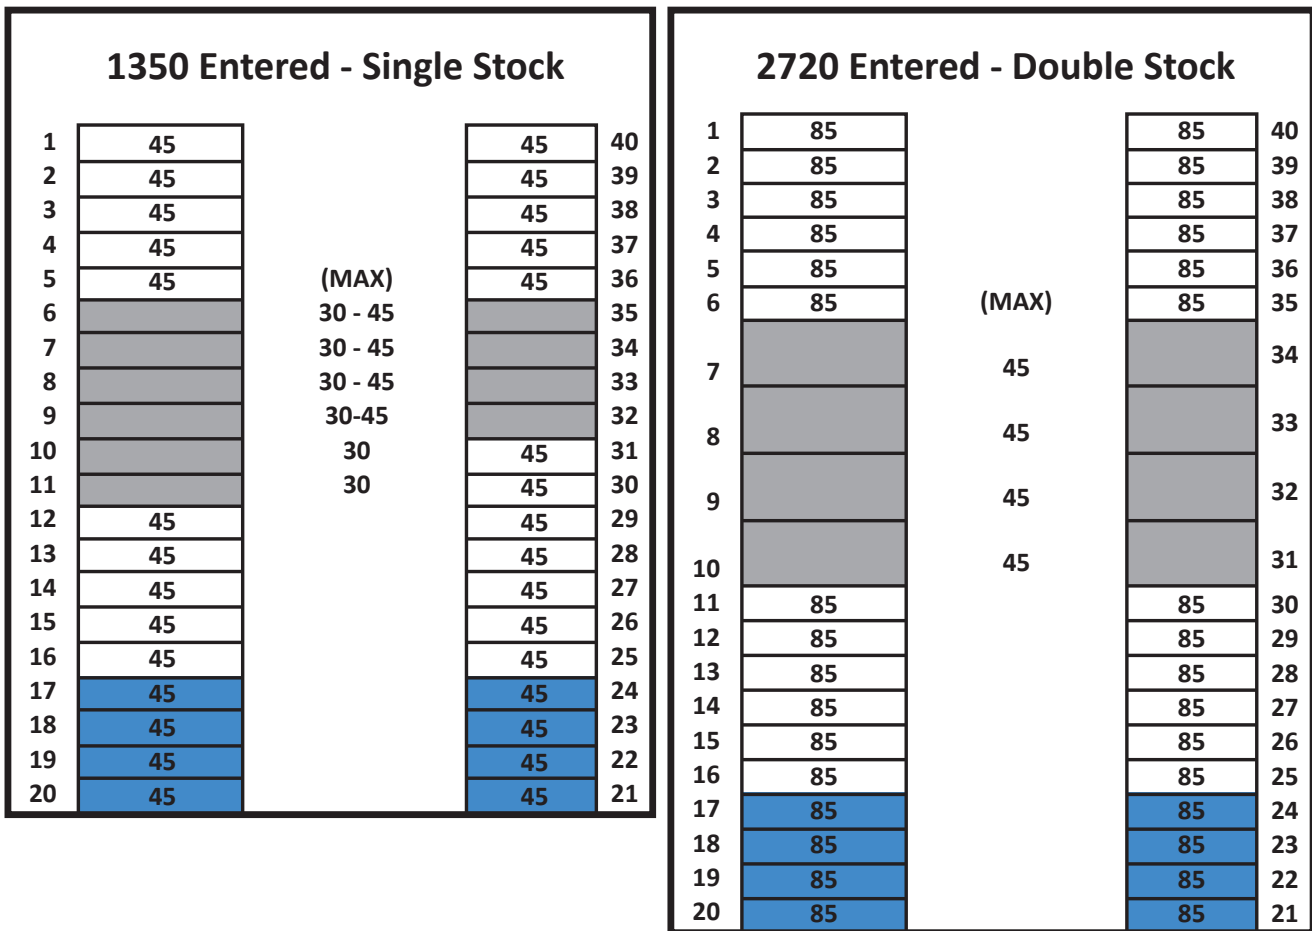 1350 Entered - Single Stock
1 45 45 40
2 45 45 39
3 45 45 38
4 45 45 37
5 45 (MAX) 45 36
6 30 - 45 35
7 30 - 45 34
8 30 - 45 33
9 30-45 32
10 30 45 31
11 30 45 30
12 45 45 29
13 45 45 28
14 45 45 27
15 45 45 26
16 45 45 25
17 45 45 24
18 45 45 23
19 45 45 22
20 45 45 21
2720 Entered - Double Stock
1 85 85 40
2 85 85 39
3 85 85 38
4 85 85 37
5 85 85 36
6 85 (MAX) 85 35
7 45 34
8 45 33
9 45 32
10 45 31
11 85 85 30
12 85 85 29
13 85 85 28
14 85 85 27
15 85 85 26
16 85 85 25
17 85 85 24
18 85 85 23
19 85 85 22
20 85 85 21